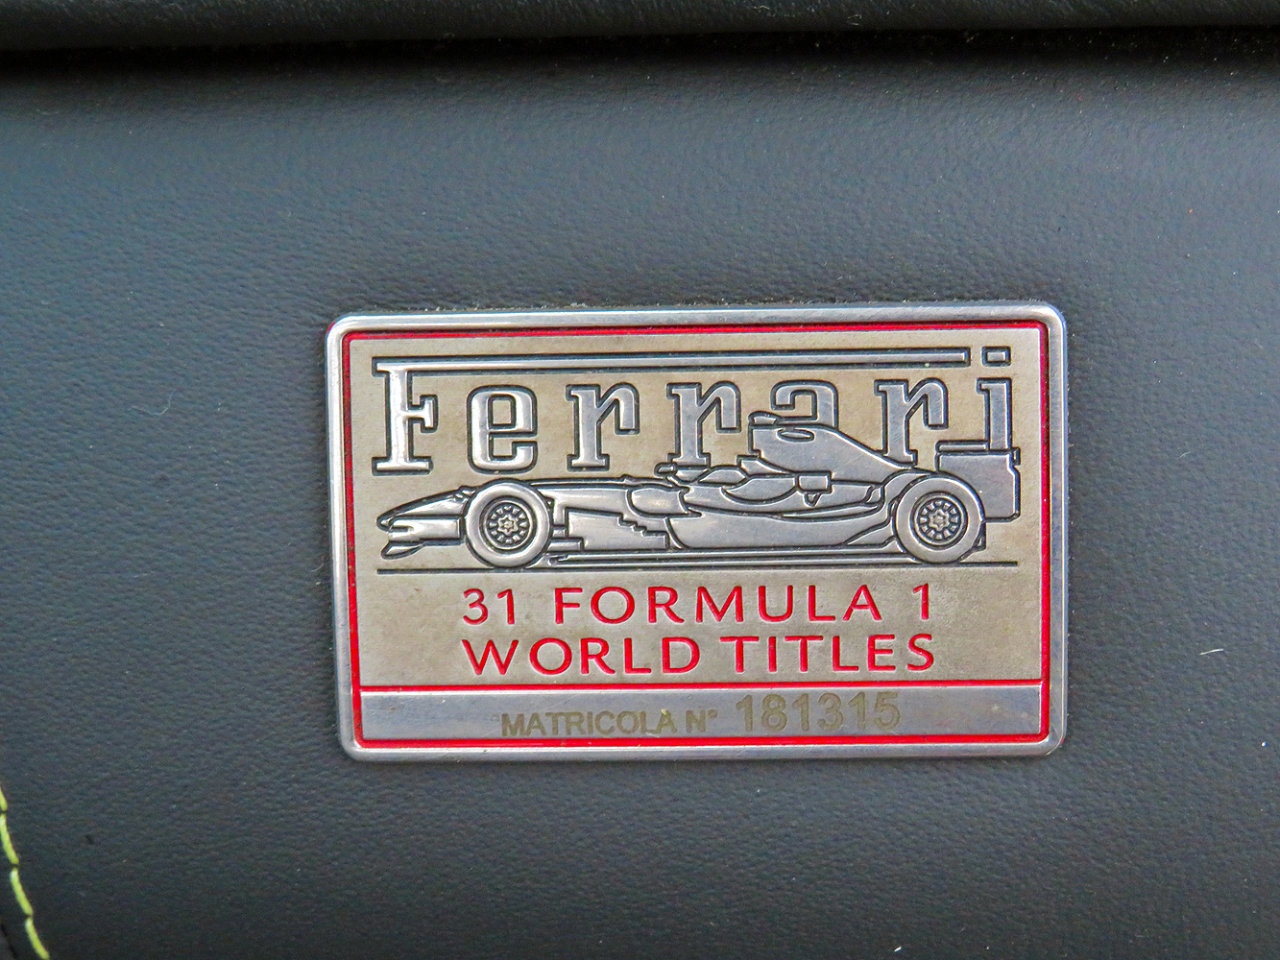 Ferrari
31 FORMULA 1
WORLD TITLES
MATRICOLA N° 181315